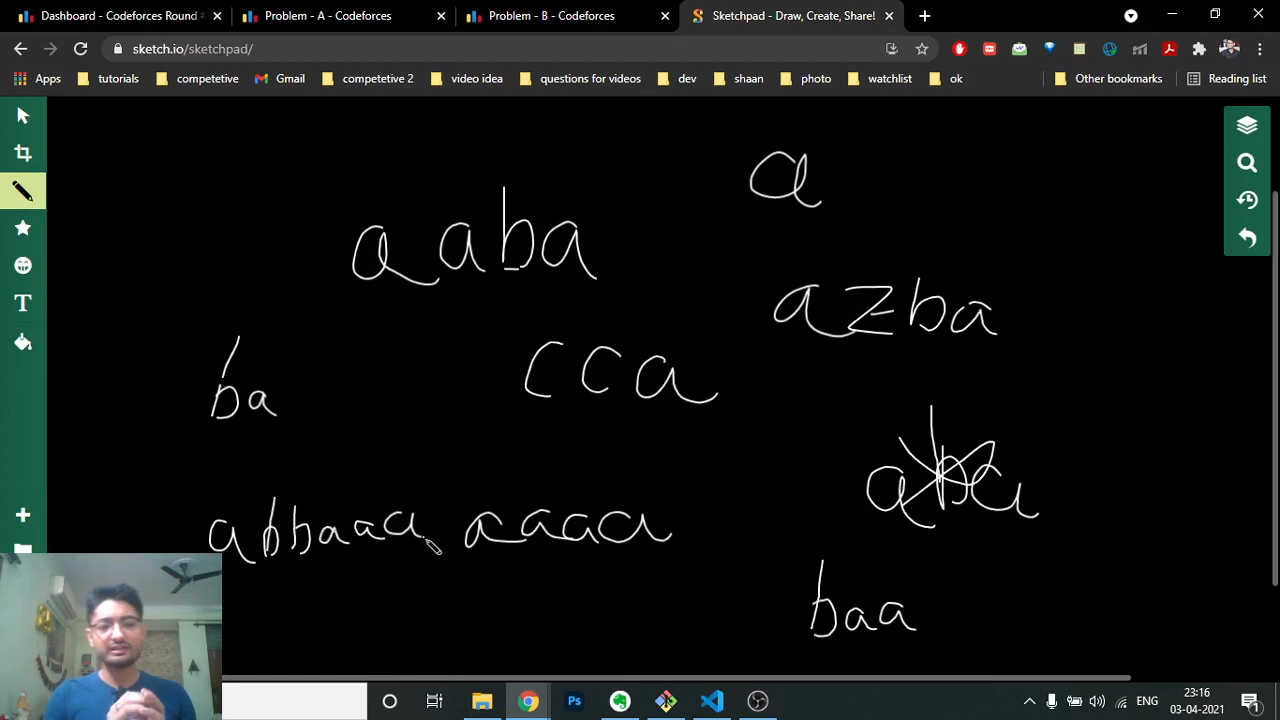 Dashboard - Codeforces Round
Problem - A - Codeforces
Problem - B - Codeforces
Sketchpad - Draw, Create, Share!
sketch.io/sketchpad/
Apps tutorials competetive Gmail competetive 2 video idea questions for videos dev shaan photo watchlist ok Other bookmarks Reading list
a
aaba
azba
cca
ba
aba
abbaaa aaaa
baa
ENG
23:16
03-04-2021